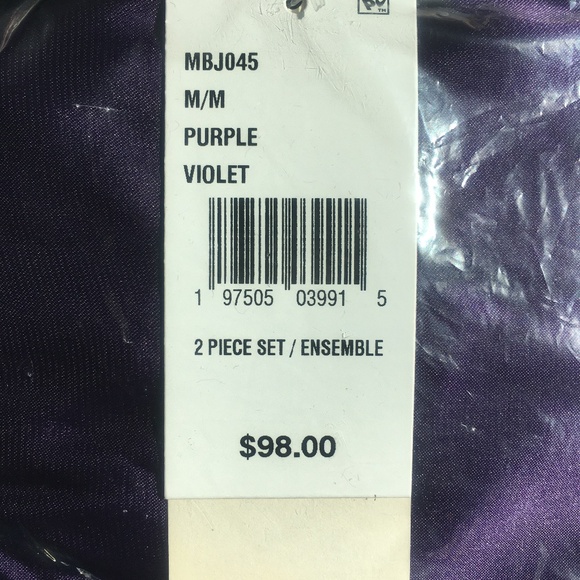 MBJ045
M/M
PURPLE
VIOLET
1 97505 03991 5
2 PIECE SET / ENSEMBLE
$98.00